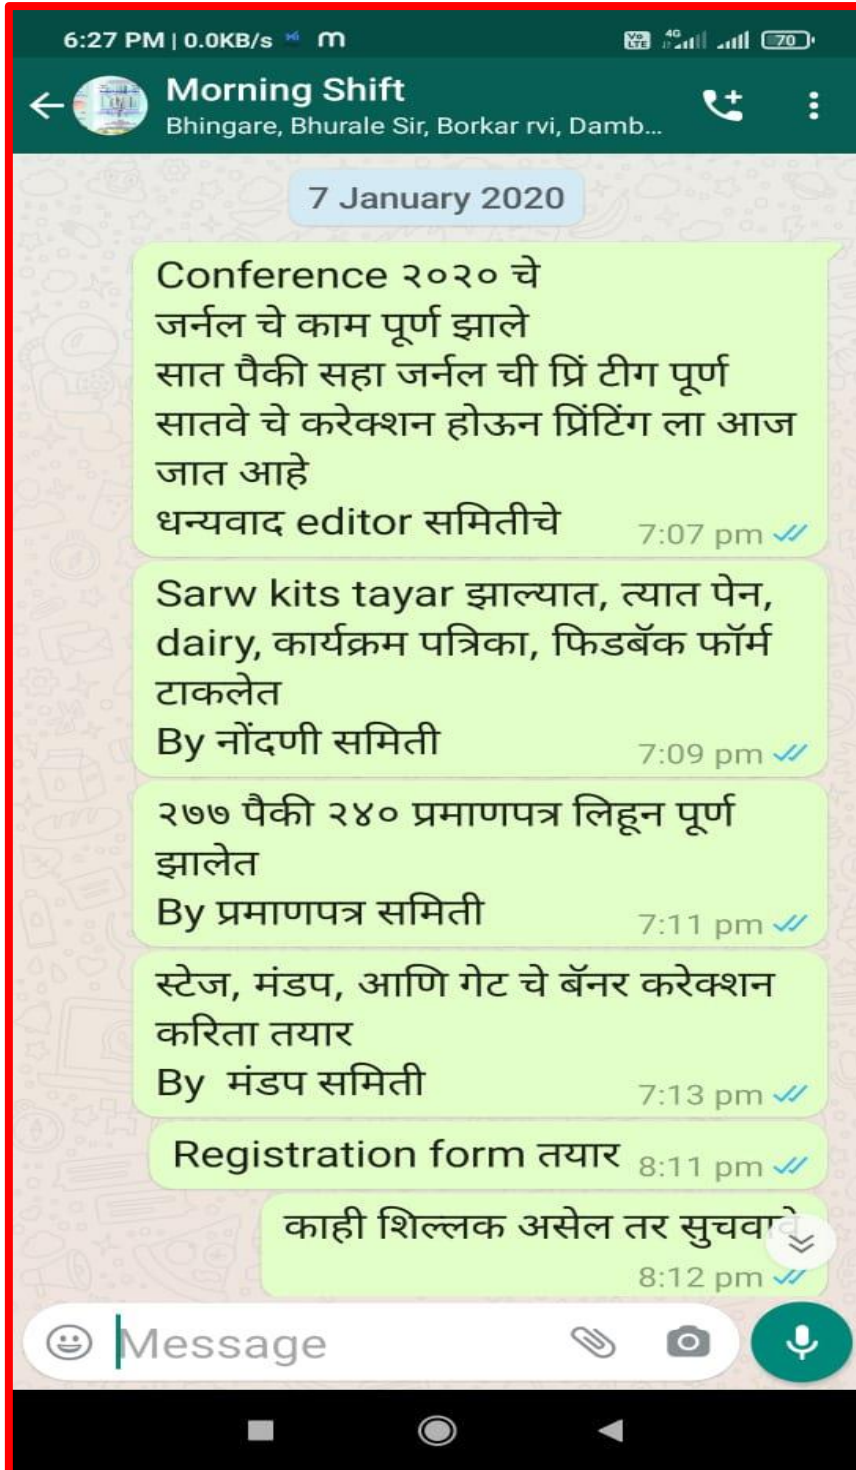 6:27 PM | 0.0KB/s m
Vo LTE 4G 70
Morning Shift
Bhingare, Bhurale Sir, Borkar rvi, Damb...
7 January 2020
Conference २०२० चे
जर्नल चे काम पूर्ण झाले
सात पैकी सहा जर्नल ची प्रिं टीग पूर्ण
सातवे चे करेक्शन होऊन प्रिंटिंग ला आज
जात आहे
धन्यवाद editor समितीचे 7:07 pm
Sarw kits tayar झाल्यात, त्यात पेन,
dairy, कार्यक्रम पत्रिका, फिडबॅक फॉर्म
टाकलेत
By नोंदणी समिती 7:09 pm
२७७ पैकी २४० प्रमाणपत्र लिहून पूर्ण
झालेत
By प्रमाणपत्र समिती 7:11 pm
स्टेज, मंडप, आणि गेट चे बॅनर करेक्शन
करिता तयार
By मंडप समिती 7:13 pm
Registration form तयार 8:11 pm
काही शिल्लक असेल तर सुचवावे
8:12 pm
Message